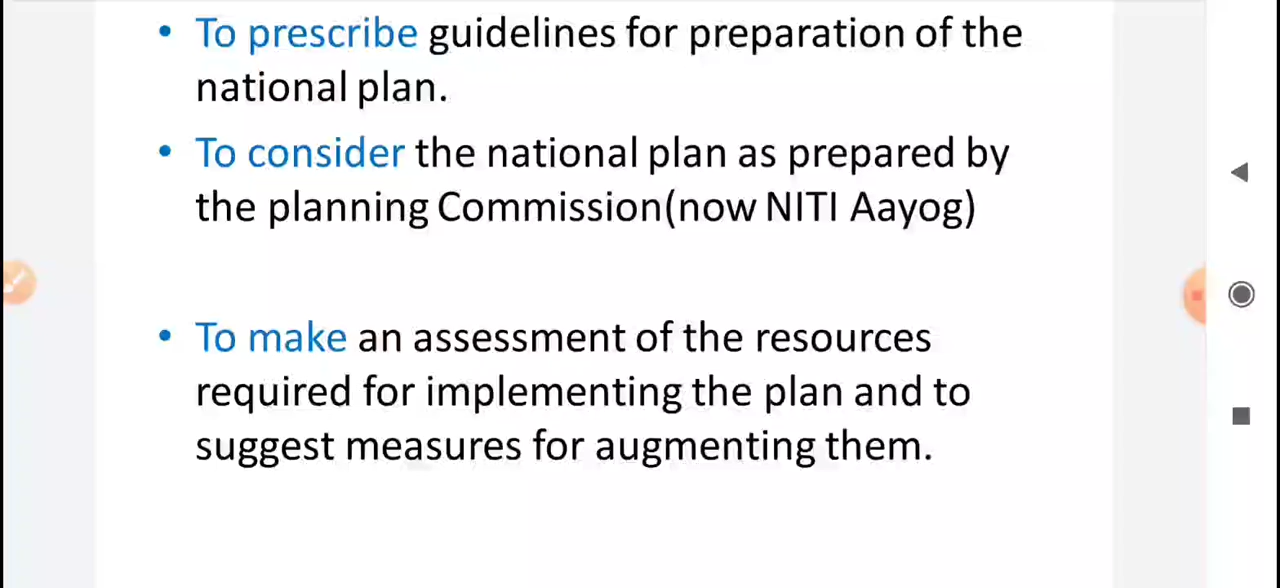 • To prescribe guidelines for preparation of the
national plan.
• To consider the national plan as prepared by
the planning Commission(now NITI Aayog)
• To make an assessment of the resources
required for implementing the plan and to
suggest measures for augmenting them.